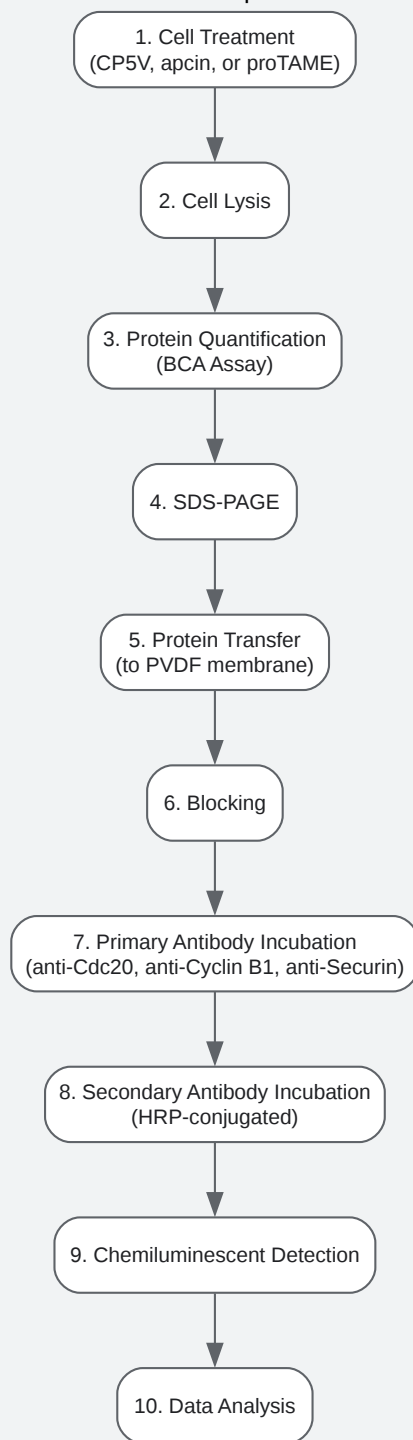 1. Cell Treatment
(CP5V, apcin, or proTAME)
2. Cell Lysis
3. Protein Quantification
(BCA Assay)
4. SDS-PAGE
5. Protein Transfer
(to PVDF membrane)
6. Blocking
7. Primary Antibody Incubation
(anti-Cdc20, anti-Cyclin B1, anti-Securin)
8. Secondary Antibody Incubation
(HRP-conjugated)
9. Chemiluminescent Detection
10. Data Analysis